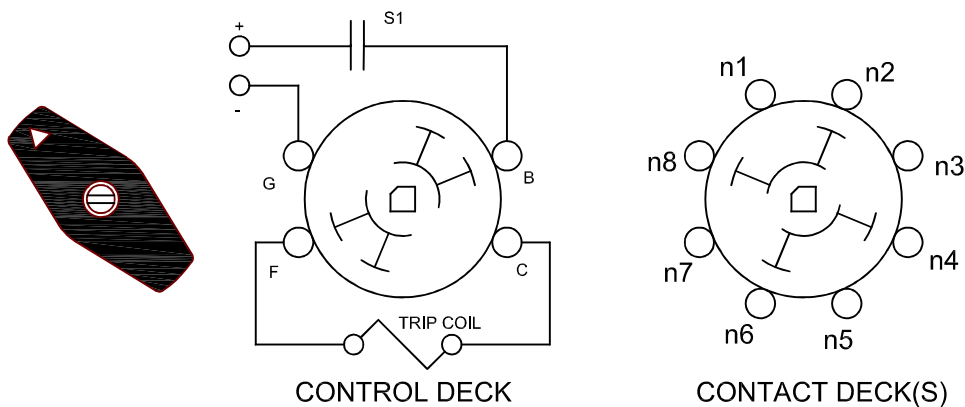 S1
+
-
G
B
F
C
TRIP COIL
CONTROL DECK
n1
n2
n8
n3
n7
n4
n6
n5
CONTACT DECK(S)